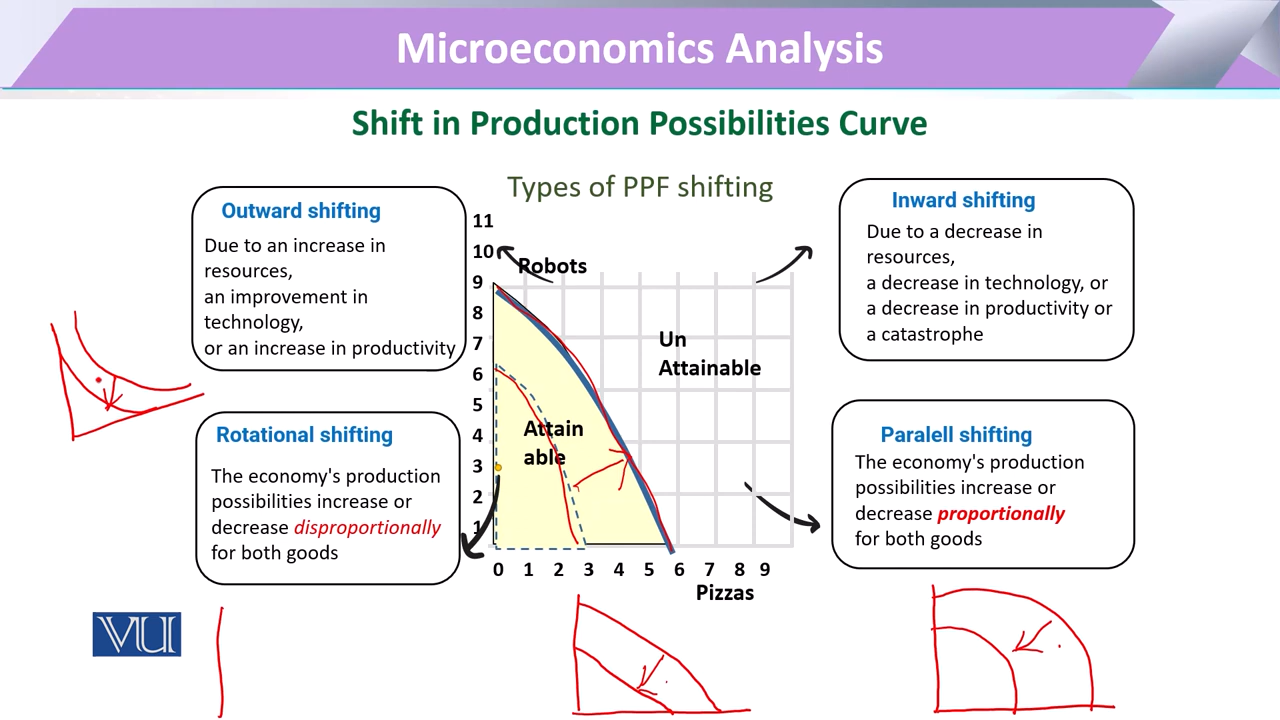 Microeconomics Analysis
Shift in Production Possibilities Curve
Types of PPF shifting
Outward shifting
Due to an increase in
resources,
an improvement in
technology,
or an increase in productivity
Inward shifting
Due to a decrease in
resources,
a decrease in technology, or
a decrease in productivity or
a catastrophe
Rotational shifting
The economy's production
possibilities increase or
decrease disproportionally
for both goods
Paralell shifting
The economy's production
possibilities increase or
decrease proportionally
for both goods
11
10
9
8
7
6
5
4
3
2
1
Robots
Un
Attainable
Attain
able
0 1 2 3 4 5 6 7 8 9
Pizzas
VU